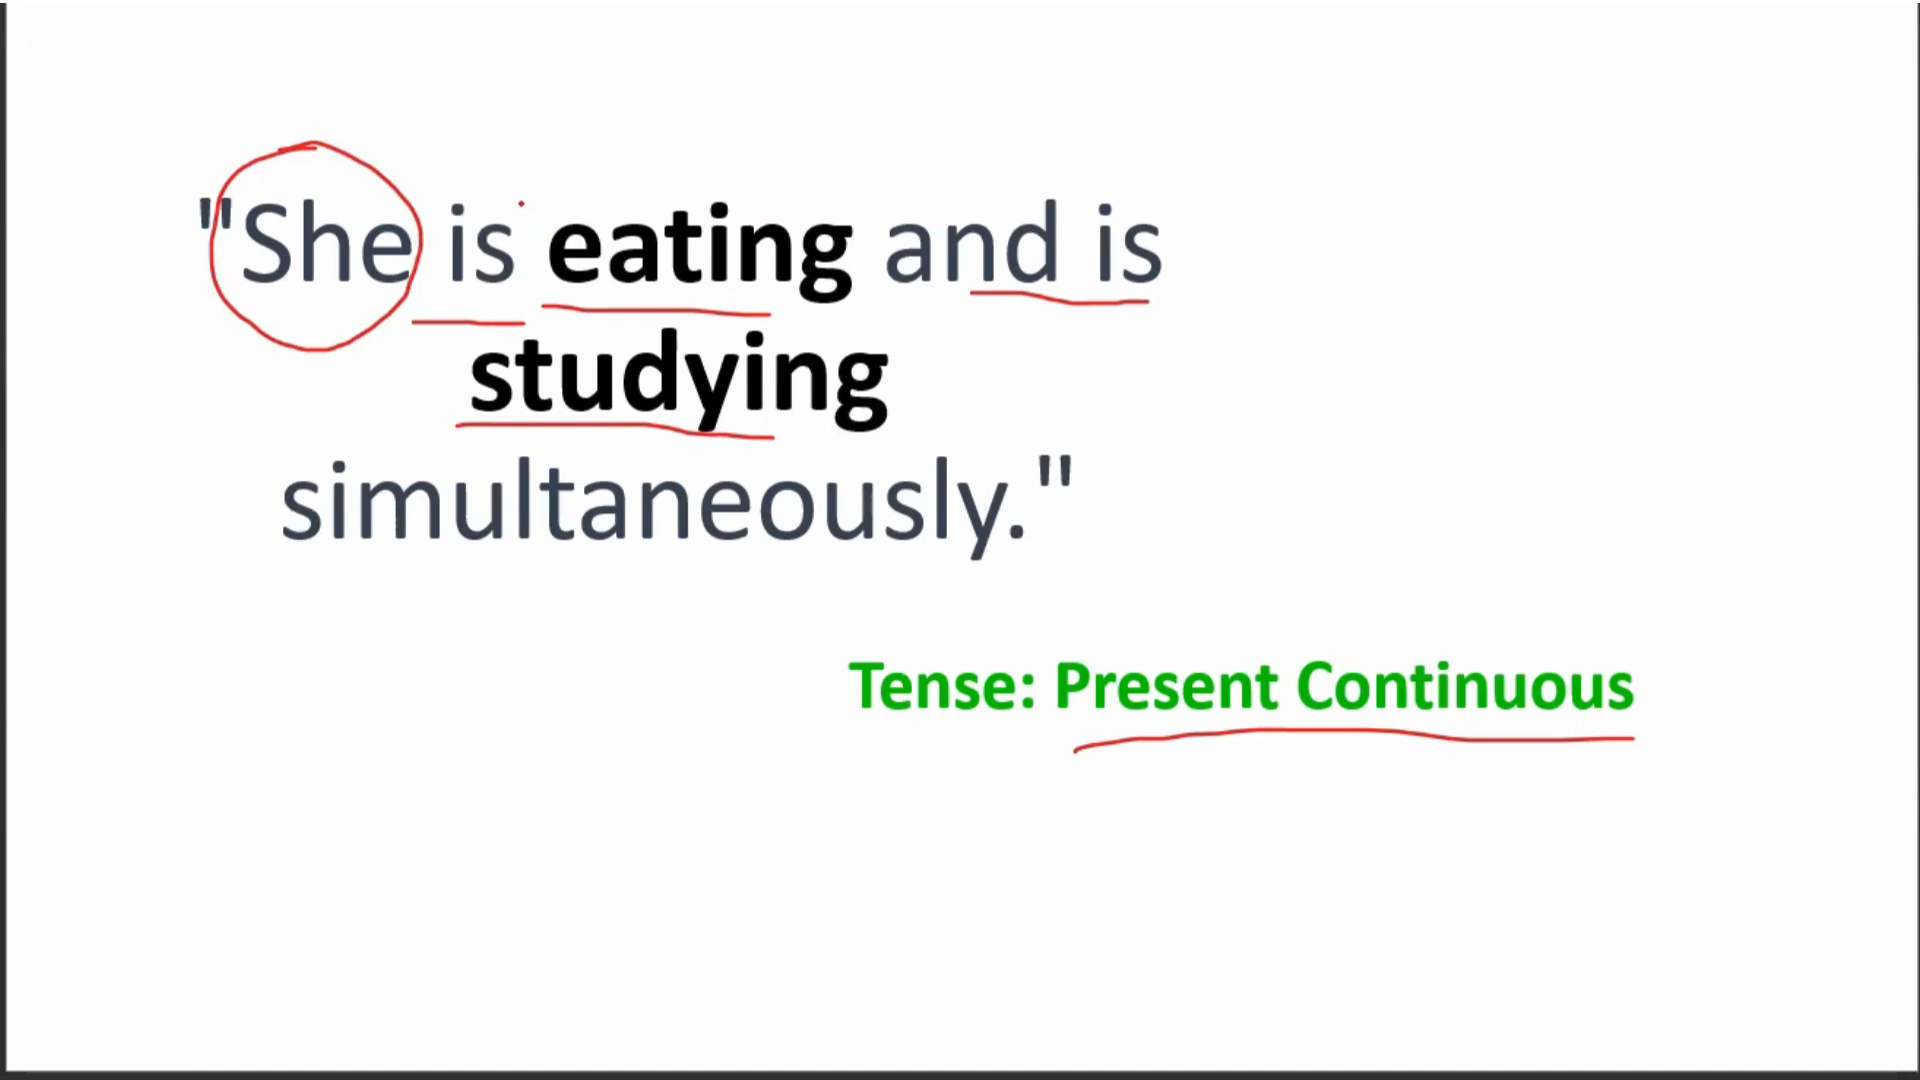 "She is eating and is
studying
simultaneously."
Tense: Present Continuous